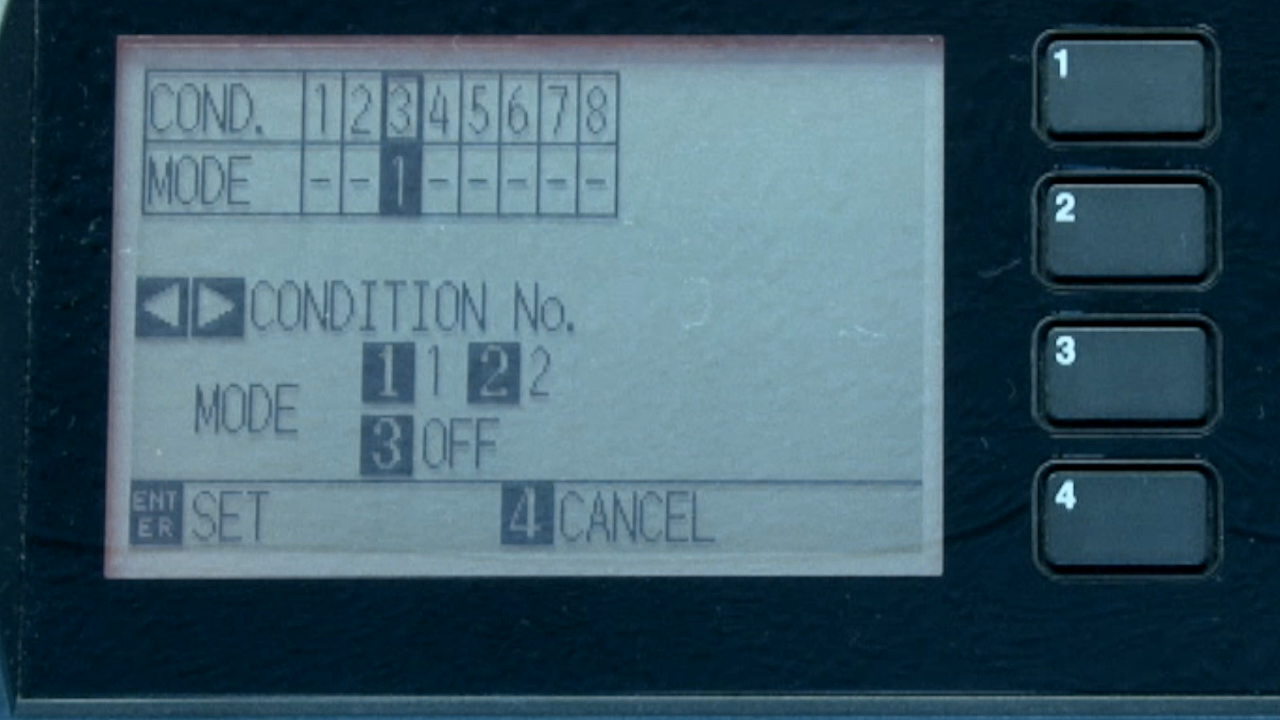 COND. 1 2 3 4 5 6 7 8
MODE - - 1 - - - - -
◀ ▶ CONDITION No.
MODE 1 1 2 2
3 OFF
ENTER SET 4 CANCEL
1
2
3
4